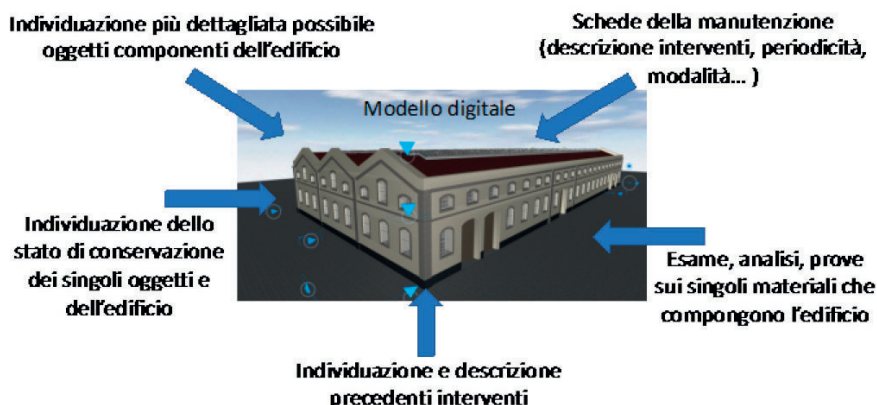 Individuazione più dettagliata possibile
oggetti componenti dell'edificio
Schede della manutenzione
(descrizione interventi, periodicità,
modalità... )
Modello digitale
Individuazione dello
stato di conservazione
dei singoli oggetti e
dell'edificio
Esame, analisi, prove
sui singoli materiali che
compongono l'edificio
Individuazione e descrizione
precedenti interventi